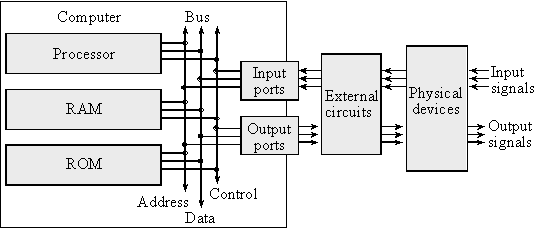 Computer
Bus
Processor
RAM
ROM
Address
Data
Control
Input
ports
Output
ports
External
circuits
Physical
devices
Input
signals
Output
signals